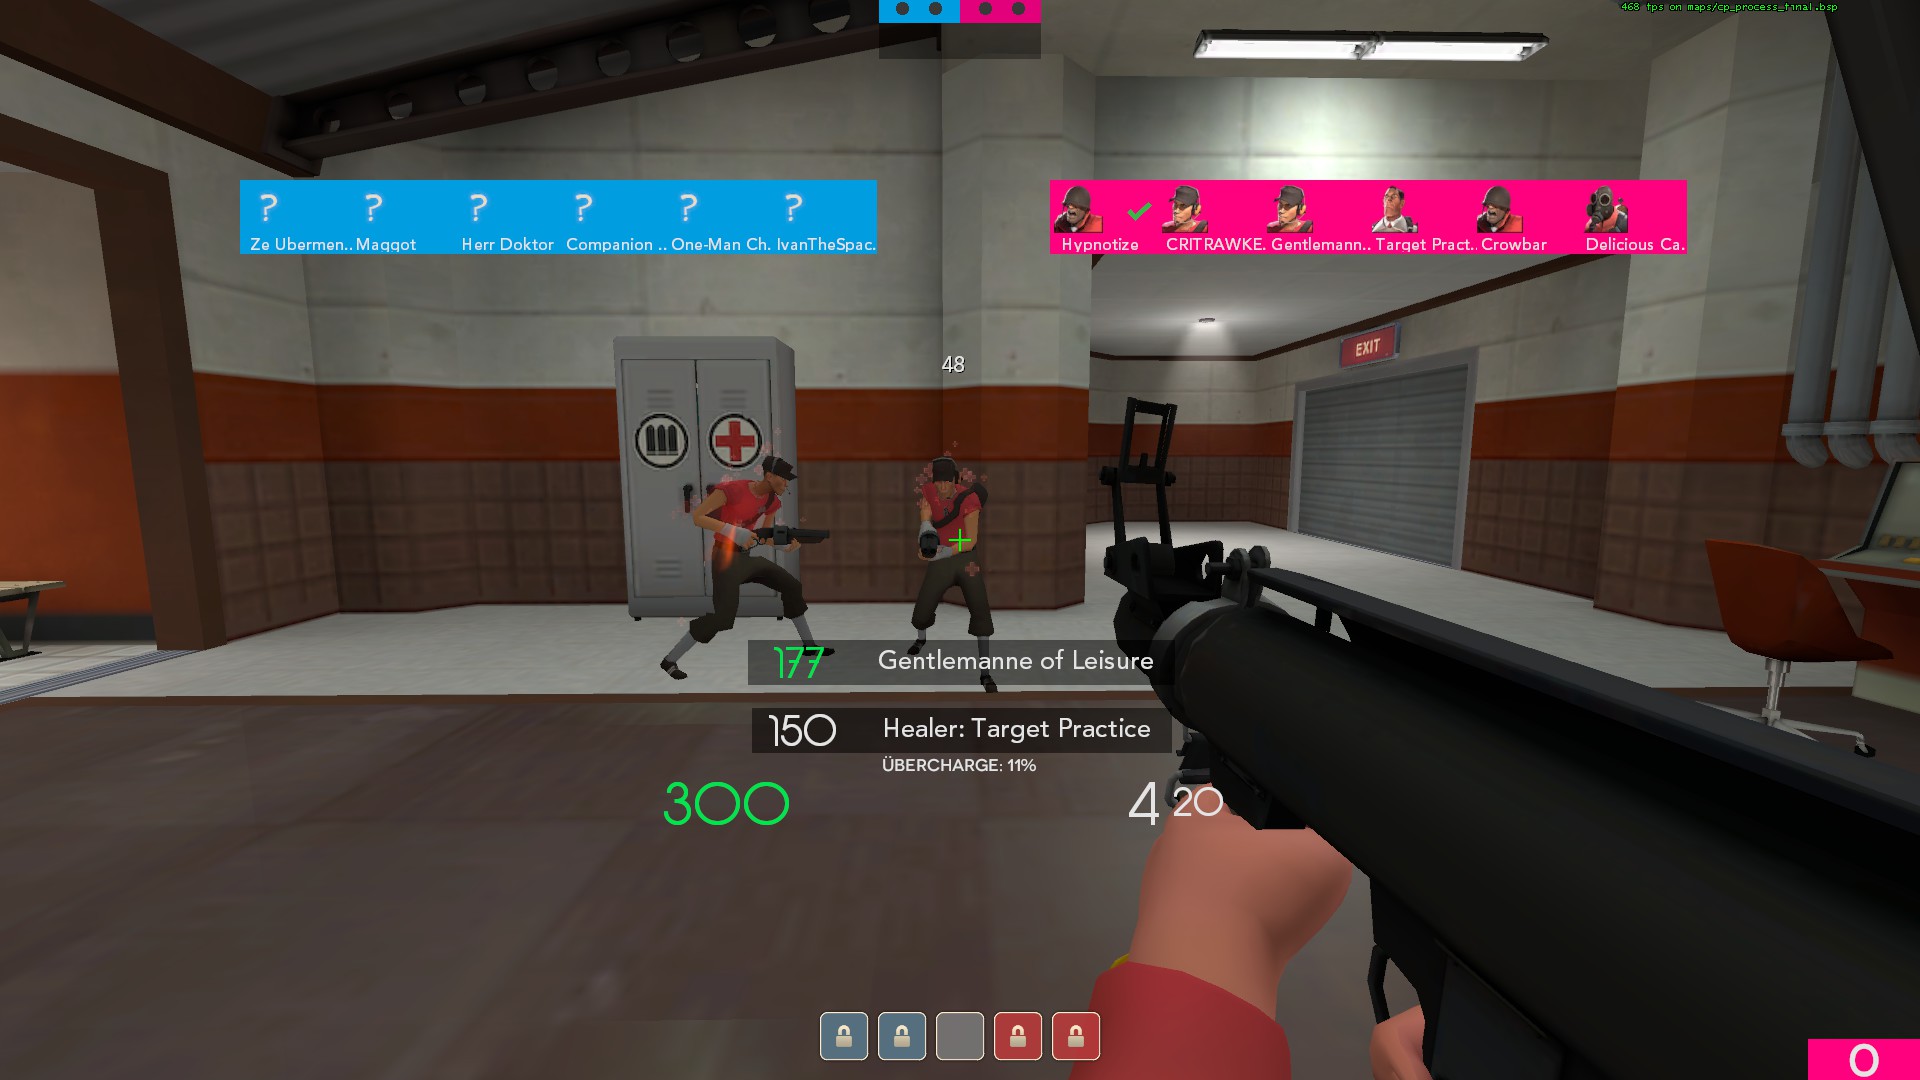 468 fps on maps/cp_process_final.bsp
? ? ? ? ? ?
Ze Ubermen.. Maggot Herr Doktor Companion .. One-Man Ch. IvanTheSpac.
Hypnotize CRITRAWKE. Gentlemann.. Target Pract.. Crowbar Delicious Ca.
EXIT
48
177 Gentlemanne of Leisure
150 Healer: Target Practice
ÜBERCHARGE: 11%
300
4 20
0